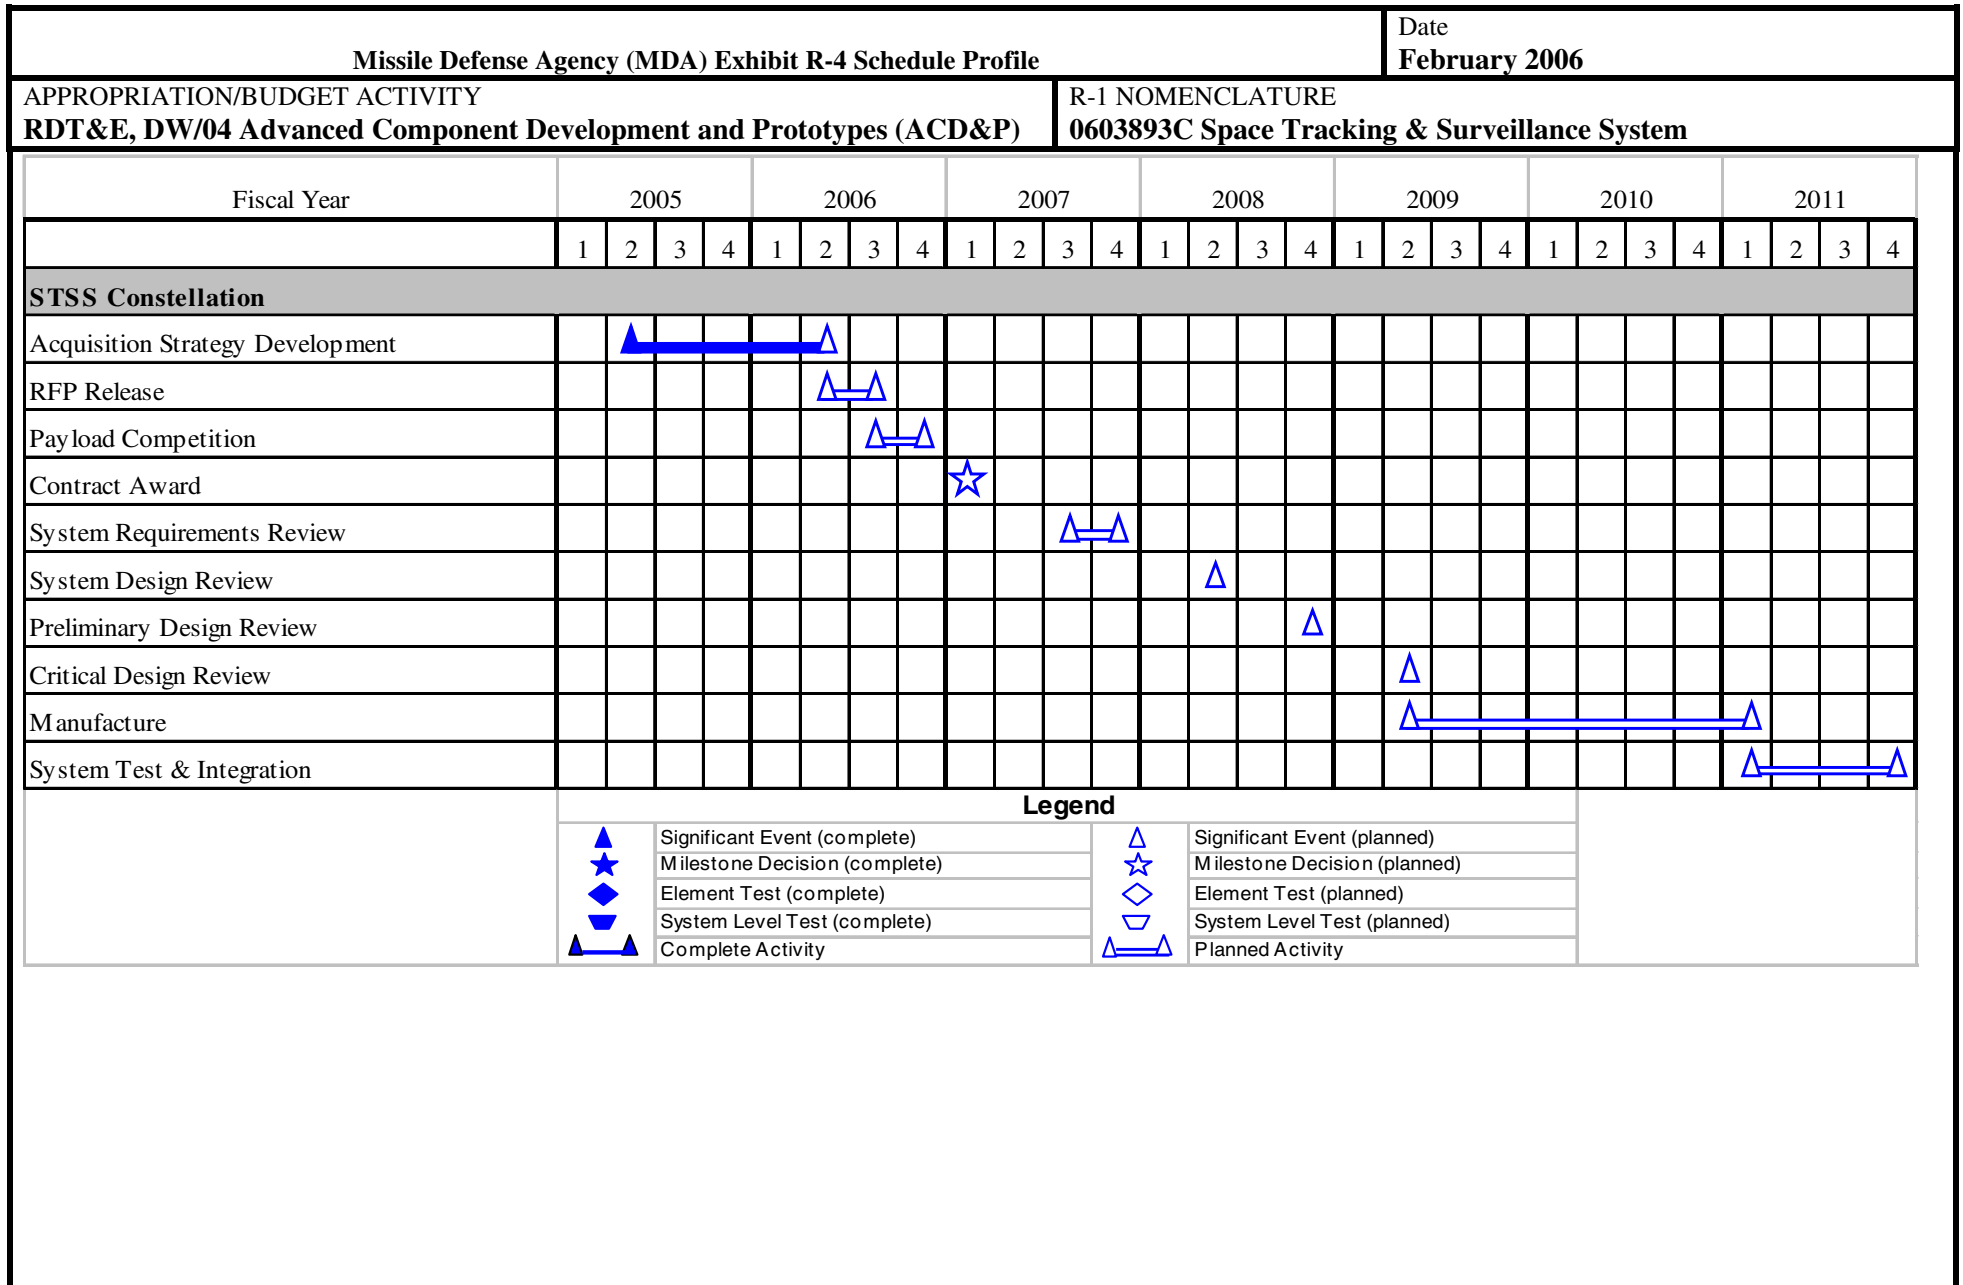 Date
Missile Defense Agency (MDA) Exhibit R-4 Schedule Profile
February 2006
APPROPRIATION/BUDGET ACTIVITY
R-1 NOMENCLATURE
RDT&E, DW/04 Advanced Component Development and Prototypes (ACD&P)
0603893C Space Tracking & Surveillance System
Fiscal Year 2005 2006 2007 2008 2009 2010 2011
1 2 3 4 1 2 3 4 1 2 3 4 1 2 3 4 1 2 3 4 1 2 3 4 1 2 3 4
STSS Constellation
Acquisition Strategy Development
RFP Release
Payload Competition
Contract Award
System Requirements Review
System Design Review
Preliminary Design Review
Critical Design Review
Manufacture
System Test & Integration
Legend
Significant Event (complete) Significant Event (planned)
Milestone Decision (complete) Milestone Decision (planned)
Element Test (complete) Element Test (planned)
System Level Test (complete) System Level Test (planned)
Complete Activity Planned Activity